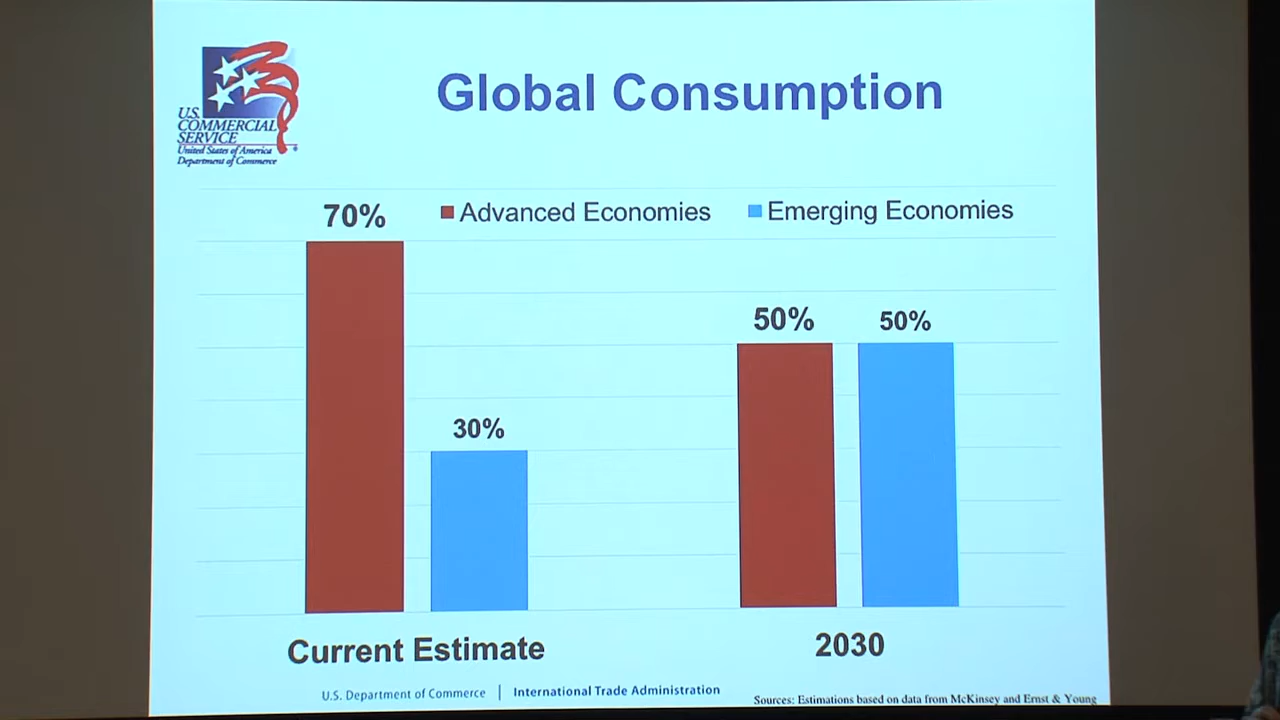 U.S.
COMMERCIAL
SERVICE
United States of America
Department of Commerce
Global Consumption
Advanced Economies
Emerging Economies
70%
30%
50%
50%
Current Estimate
2030
U.S. Department of Commerce | International Trade Administration
Sources: Estimations based on data from McKinsey and Ernst & Young